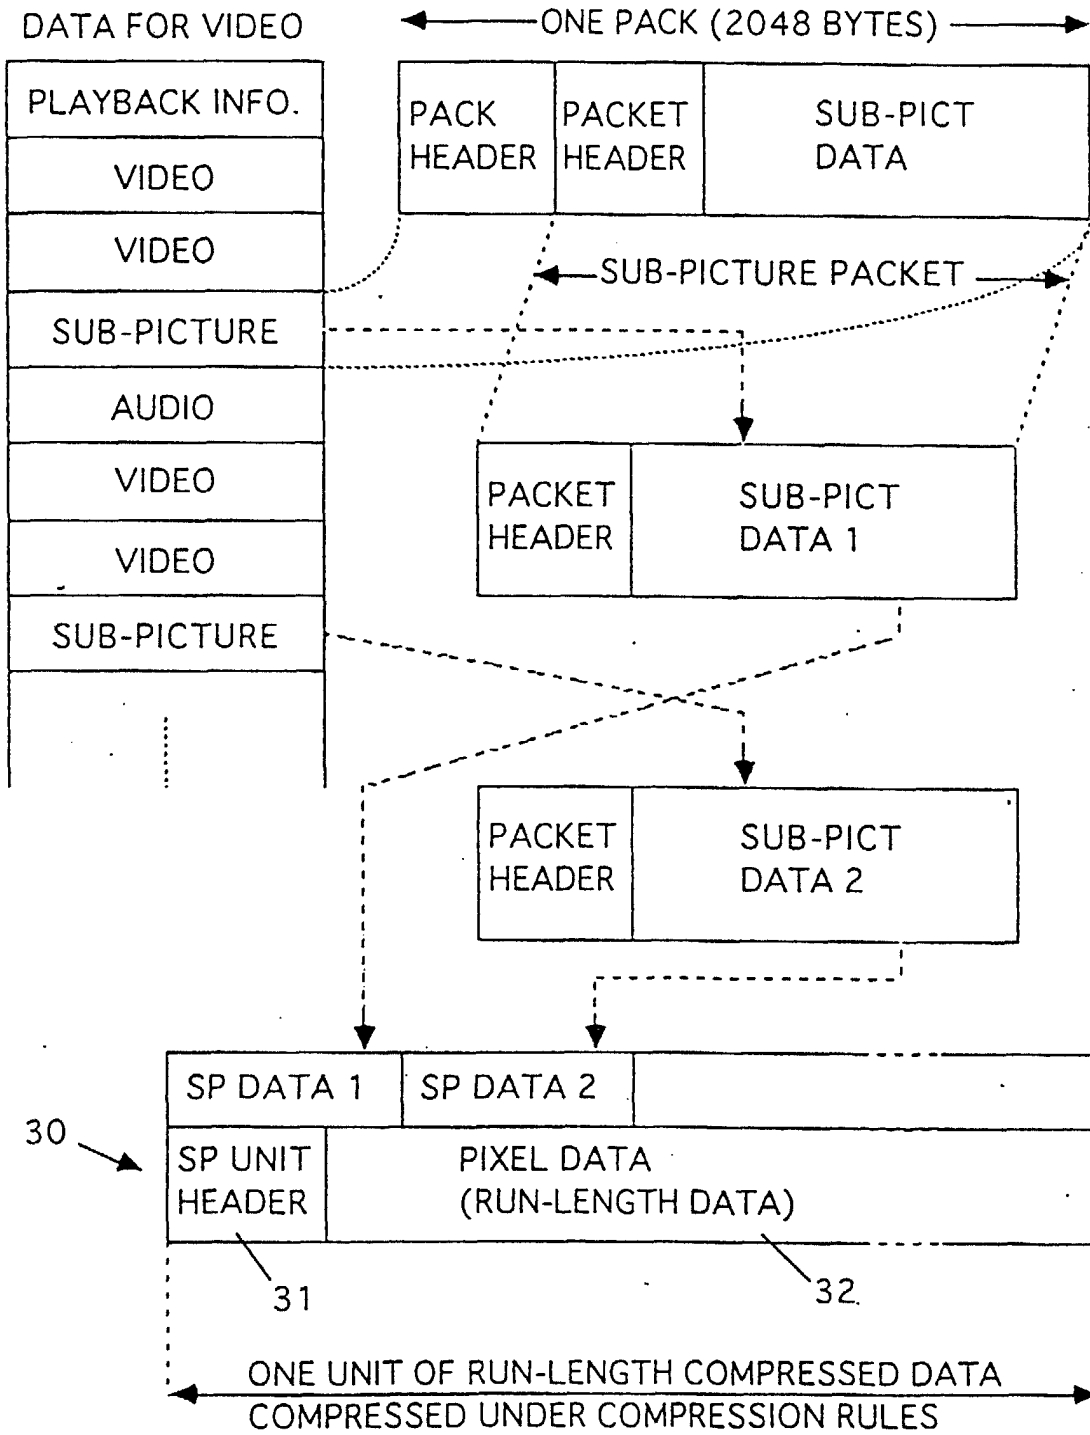 DATA FOR VIDEO
ONE PACK (2048 BYTES)
PLAYBACK INFO.
VIDEO
VIDEO
SUB-PICTURE
AUDIO
VIDEO
VIDEO
SUB-PICTURE
PACK
HEADER
PACKET
HEADER
SUB-PICT
DATA
SUB-PICTURE PACKET
PACKET
HEADER
SUB-PICT
DATA 1
PACKET
HEADER
SUB-PICT
DATA 2
SP DATA 1
SP DATA 2
30
SP UNIT
HEADER
PIXEL DATA
(RUN-LENGTH DATA)
31
32
ONE UNIT OF RUN-LENGTH COMPRESSED DATA
COMPRESSED UNDER COMPRESSION RULES